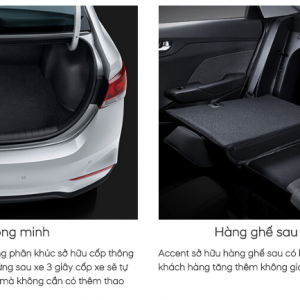 ng minh
ng phân khúc sở hữu cốp thông
ứng sau xe 3 giây cốp xe sẽ tự
mà không cần có thêm thao
Hàng ghế sau
Accent sở hữu hàng ghế sau có
khách hàng tăng thêm không